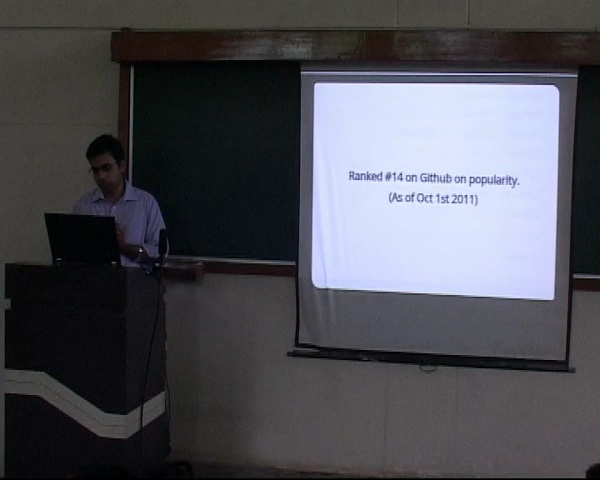 Ranked #14 on Github on popularity.
(As of Oct 1st 2011)